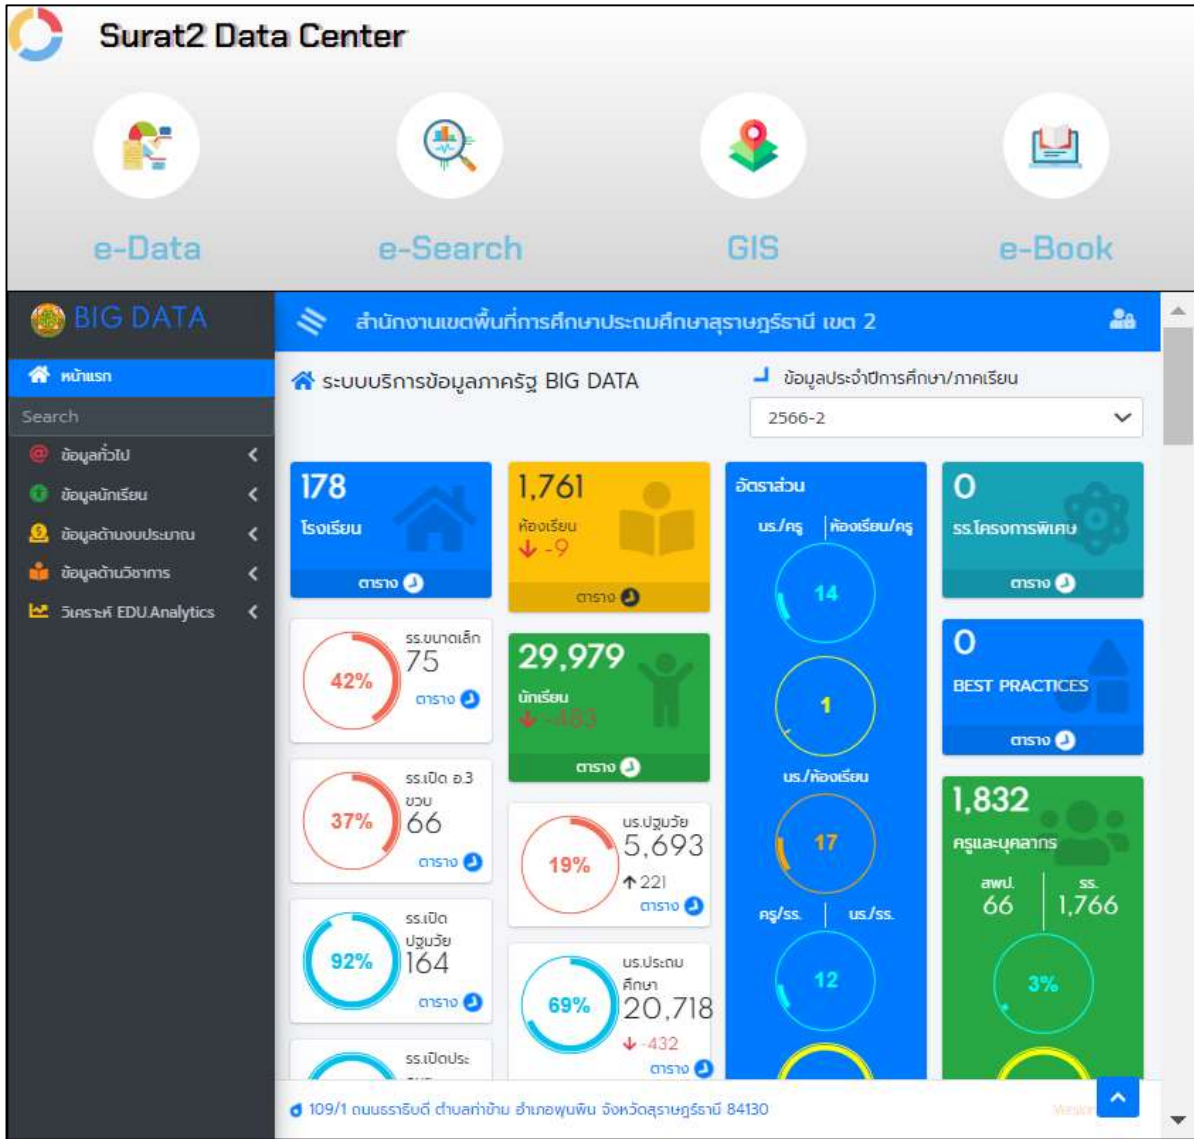 Surat2 Data Center
e-Data
e-Search
GIS
e-Book
BIG DATA
สำนักงานเขตพื้นที่การศึกษาประถมศึกษาสุราษฎร์ธานี เขต 2
หน้าแรก
Search
ข้อมูลทั่วไป
ข้อมูลนักเรียน
ข้อมูลด้านงบประมาณ
ข้อมูลด้านวิชาการ
วิเคราะห์ EDU.Analytics
ระบบบริการข้อมูลภาครัฐ BIG DATA
ข้อมูลประจำปีการศึกษา/ภาคเรียน
2566-2
178
โรงเรียน
ตาราง
รร.ขนาดเล็ก
75
42%
ตาราง
รร.เปิด อ.3
ขวบ
66
37%
ตาราง
รร.เปิด
ปฐมวัย
164
92%
ตาราง
รร.เปิดประ
1,761
ห้องเรียน
-9
ตาราง
29,979
นักเรียน
-483
ตาราง
นร.ปฐมวัย
5,693
19%
221
ตาราง
นร.ประถม
ศึกษา
20,718
69%
-432
ตาราง
อัตราส่วน
นร./ครู ห้องเรียน/ครู
14
1
นร./ห้องเรียน
17
ครู/รร. นร./รร.
12
0
รร.โครงการพิเศษ
ตาราง
0
BEST PRACTICES
ตาราง
1,832
ครูและบุคลากร
สพป. รร.
66 1,766
3%
109/1 ถนนธราธิบดี ตำบลท่าข้าม อำเภอพุนพิน จังหวัดสุราษฎร์ธานี 84130
Version